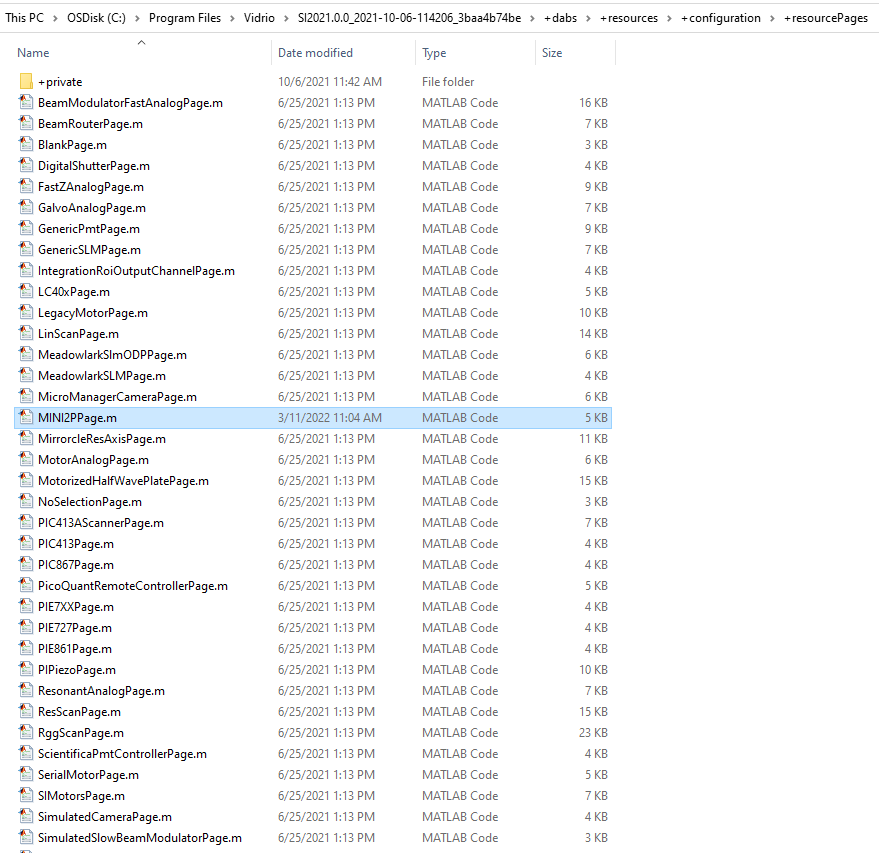 This PC > OSDisk (C:) > Program Files > Vidrio > SI2021.0.0_2021-10-06-114206_3baa4b74be > +dabs > +resources > +configuration > +resourcePages
Name Date modified Type Size
+private 10/6/2021 11:42 AM File folder
BeamModulatorFastAnalogPage.m 6/25/2021 1:13 PM MATLAB Code 16 KB
BeamRouterPage.m 6/25/2021 1:13 PM MATLAB Code 7 KB
BlankPage.m 6/25/2021 1:13 PM MATLAB Code 3 KB
DigitalShutterPage.m 6/25/2021 1:13 PM MATLAB Code 4 KB
FastZAnalogPage.m 6/25/2021 1:13 PM MATLAB Code 9 KB
GalvoAnalogPage.m 6/25/2021 1:13 PM MATLAB Code 7 KB
GenericPmtPage.m 6/25/2021 1:13 PM MATLAB Code 9 KB
GenericSLMPage.m 6/25/2021 1:13 PM MATLAB Code 7 KB
IntegrationRoiOutputChannelPage.m 6/25/2021 1:13 PM MATLAB Code 4 KB
LC40xPage.m 6/25/2021 1:13 PM MATLAB Code 5 KB
LegacyMotorPage.m 6/25/2021 1:13 PM MATLAB Code 10 KB
LinScanPage.m 6/25/2021 1:13 PM MATLAB Code 14 KB
MeadowlarkSlmODPPage.m 6/25/2021 1:13 PM MATLAB Code 6 KB
MeadowlarkSLMPage.m 6/25/2021 1:13 PM MATLAB Code 4 KB
MicroManagerCameraPage.m 6/25/2021 1:13 PM MATLAB Code 6 KB
MINI2PPage.m 3/11/2022 11:04 AM MATLAB Code 5 KB
MirrorcleResAxisPage.m 6/25/2021 1:13 PM MATLAB Code 11 KB
MotorAnalogPage.m 6/25/2021 1:13 PM MATLAB Code 6 KB
MotorizedHalfWavePlatePage.m 6/25/2021 1:13 PM MATLAB Code 15 KB
NoSelectionPage.m 6/25/2021 1:13 PM MATLAB Code 3 KB
PIC413AScannerPage.m 6/25/2021 1:13 PM MATLAB Code 7 KB
PIC413Page.m 6/25/2021 1:13 PM MATLAB Code 4 KB
PIC867Page.m 6/25/2021 1:13 PM MATLAB Code 4 KB
PicoQuantRemoteControllerPage.m 6/25/2021 1:13 PM MATLAB Code 5 KB
PIE7XXPage.m 6/25/2021 1:13 PM MATLAB Code 4 KB
PIE727Page.m 6/25/2021 1:13 PM MATLAB Code 4 KB
PIE861Page.m 6/25/2021 1:13 PM MATLAB Code 4 KB
PIPiezoPage.m 6/25/2021 1:13 PM MATLAB Code 10 KB
ResonantAnalogPage.m 6/25/2021 1:13 PM MATLAB Code 7 KB
ResScanPage.m 6/25/2021 1:13 PM MATLAB Code 15 KB
RggScanPage.m 6/25/2021 1:13 PM MATLAB Code 23 KB
ScientificaPmtControllerPage.m 6/25/2021 1:13 PM MATLAB Code 4 KB
SerialMotorPage.m 6/25/2021 1:13 PM MATLAB Code 5 KB
SIMotorsPage.m 6/25/2021 1:13 PM MATLAB Code 7 KB
SimulatedCameraPage.m 6/25/2021 1:13 PM MATLAB Code 4 KB
SimulatedSlowBeamModulatorPage.m 6/25/2021 1:13 PM MATLAB Code 3 KB